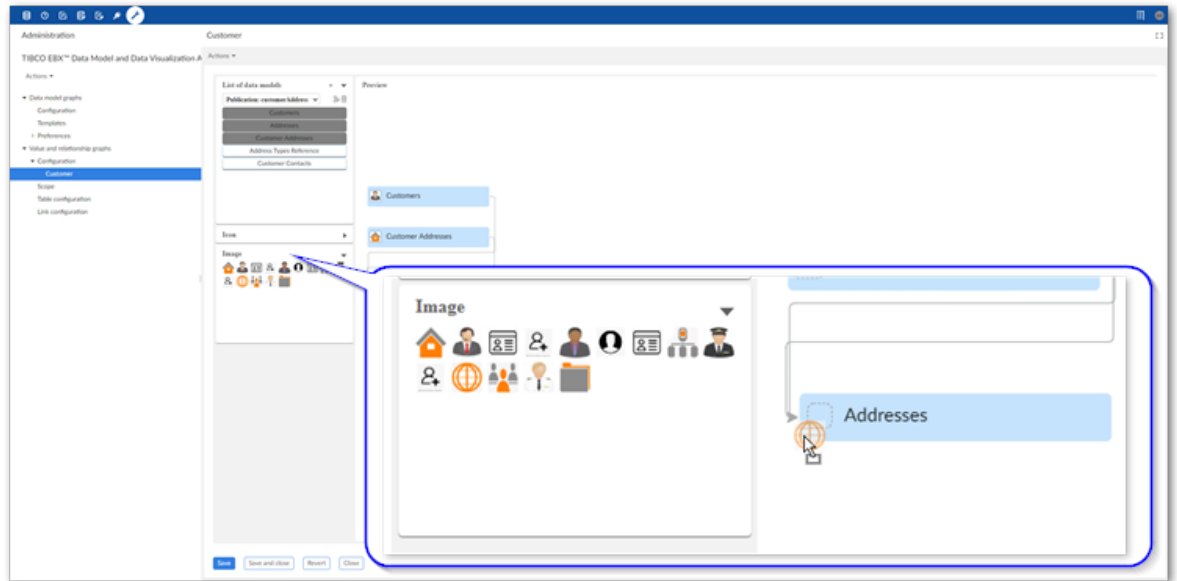 Administration
Customer
TIBCO EBX™ Data Model and Data Visualization A
Actions
Actions
Data model graphs
Configuration
Templates
Preferences
Value and relationship graphs
Configuration
Customer
Scope
Table configuration
Link configuration
List of data models
Publication: customerAddress
Customers
Addresses
Customer Addresses
Address Types Reference
Customer Contacts
Icon
Image
Preview
Customers
Customer Addresses
Image
Addresses
Save
Save and close
Revert
Close